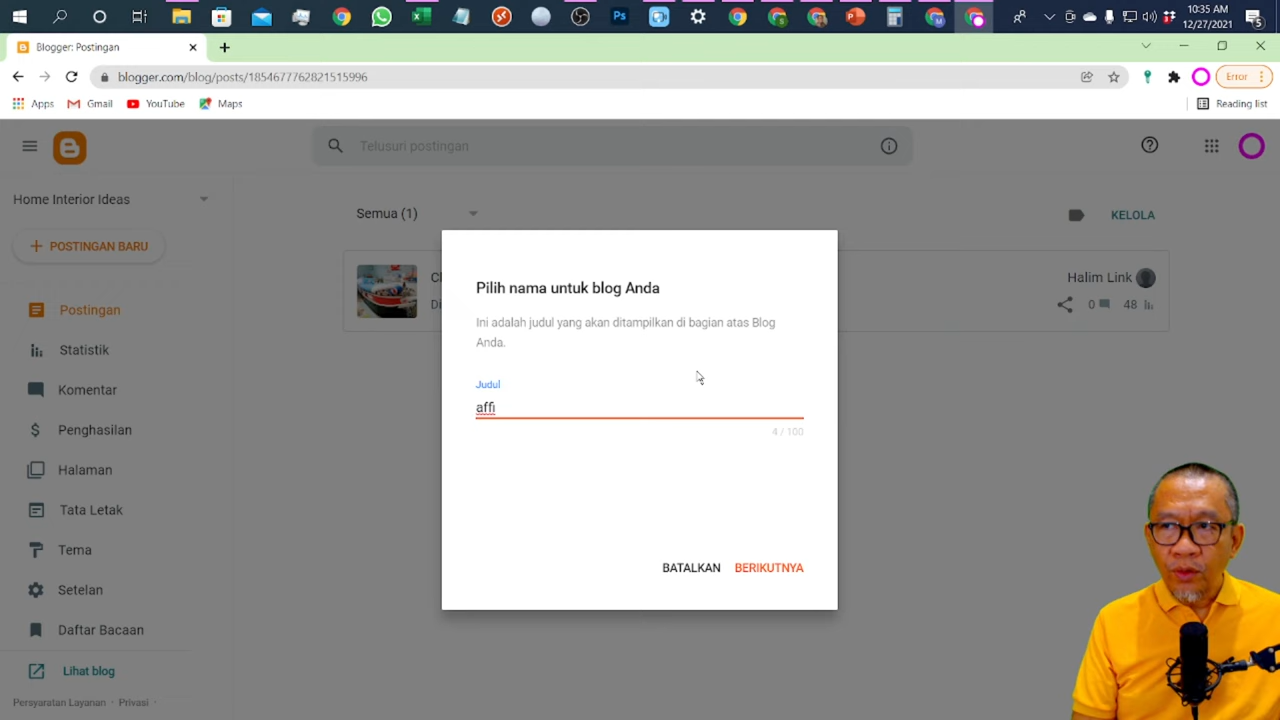 10:35 AM
12/27/2021
5
Blogger: Postingan
blogger.com/blog/posts/1854677762821515996
Error
Apps Gmail YouTube Maps Reading list
Telusuri postingan
Home Interior Ideas
Semua (1)
KELOLA
POSTINGAN BARU
Pilih nama untuk blog Anda
Halim Link
Postingan
0 48
Ini adalah judul yang akan ditampilkan di bagian atas Blog
Anda.
Statistik
Judul
Komentar
affi
Penghasilan
4 / 100
Halaman
Tata Letak
Tema
BATALKAN BERIKUTNYA
Setelan
Daftar Bacaan
Lihat blog
Persyaratan Layanan · Privasi ·